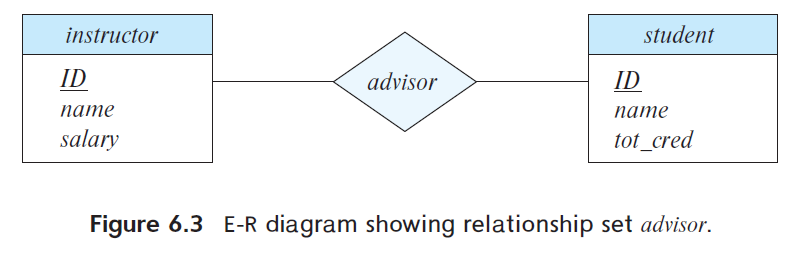 instructor
ID
name
salary
advisor
student
ID
name
tot_cred
Figure 6.3 E-R diagram showing relationship set advisor.